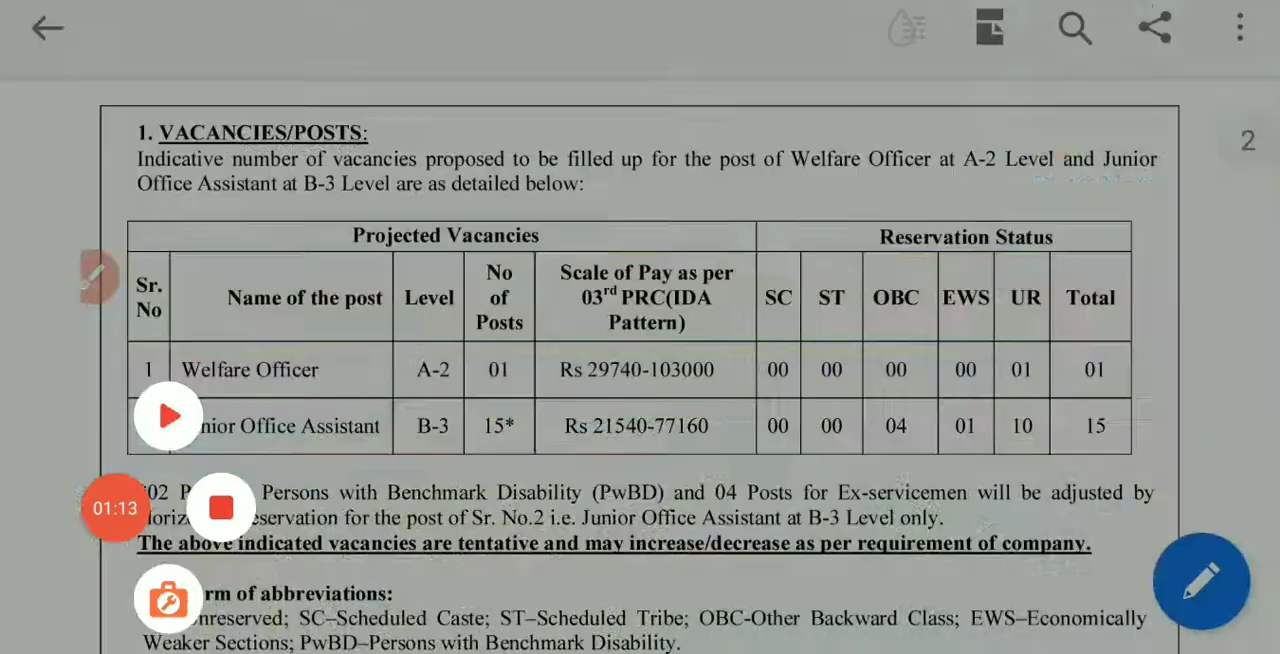 2
1. VACANCIES/POSTS:
Indicative number of vacancies proposed to be filled up for the post of Welfare Officer at A-2 Level and Junior
Office Assistant at B-3 Level are as detailed below:
Projected Vacancies Reservation Status
Sr. No Name of the post Level No of Posts Scale of Pay as per 03rd PRC(IDA Pattern) SC ST OBC EWS UR Total
1 Welfare Officer A-2 01 Rs 29740-103000 00 00 00 00 01 01
Office Assistant B-3 15* Rs 21540-77160 00 00 04 01 10 15
02 Persons with Benchmark Disability (PwBD) and 04 Posts for Ex-servicemen will be adjusted by
01:13
for the post of Sr. No.2 i.e. Junior Office Assistant at B-3 Level only.
The above indicated vacancies are tentative and may increase/decrease as per requirement of company.
of abbreviations:
SC–Scheduled Caste; ST–Scheduled Tribe; OBC-Other Backward Class; EWS–Economically
Weaker Sections; PwBD–Persons with Benchmark Disability.